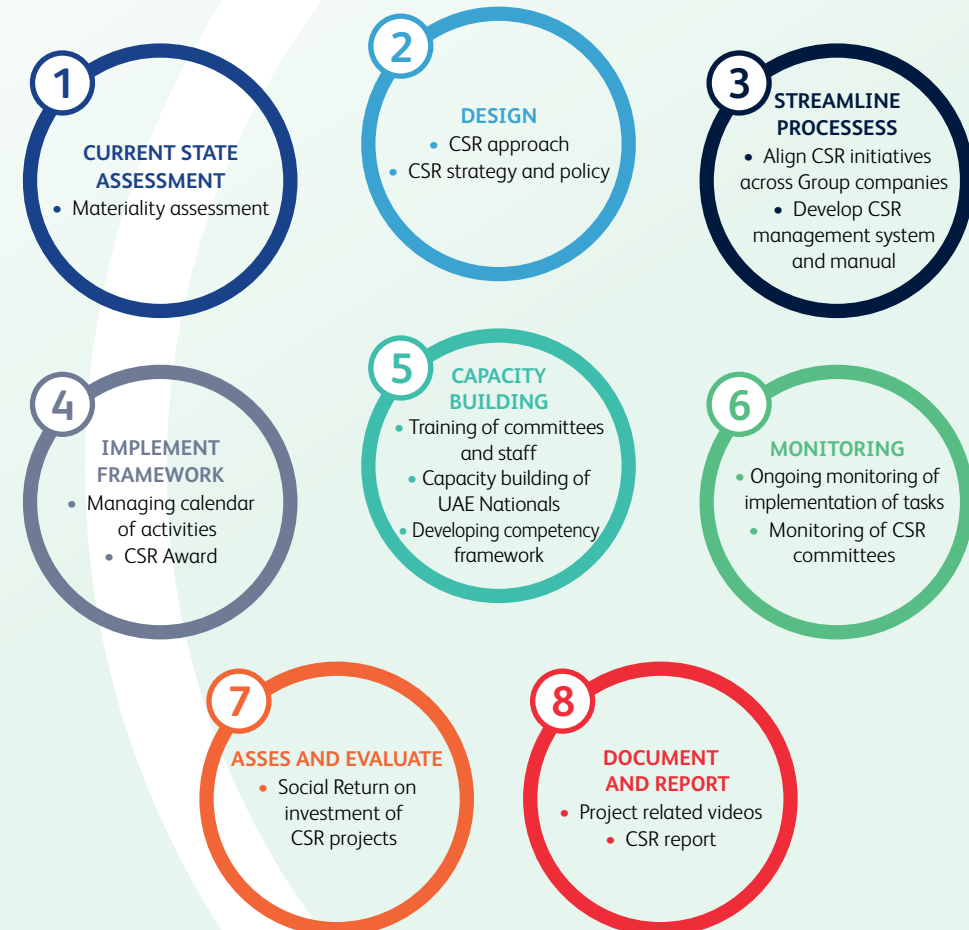 1
CURRENT STATE
ASSESSMENT
• Materiality assessment
2
DESIGN
• CSR approach
• CSR strategy and policy
3
STREAMLINE
PROCESSESS
• Align CSR initiatives
across Group companies
• Develop CSR
management system
and manual
4
IMPLEMENT
FRAMEWORK
• Managing calendar
of activities
• CSR Award
5
CAPACITY
BUILDING
• Training of committees
and staff
• Capacity building of
UAE Nationals
• Developing competency
framework
6
MONITORING
• Ongoing monitoring of
implementation of tasks
• Monitoring of CSR
committees
7
ASSES AND EVALUATE
• Social Return on
investment of
CSR projects
8
DOCUMENT
AND REPORT
• Project related videos
• CSR report